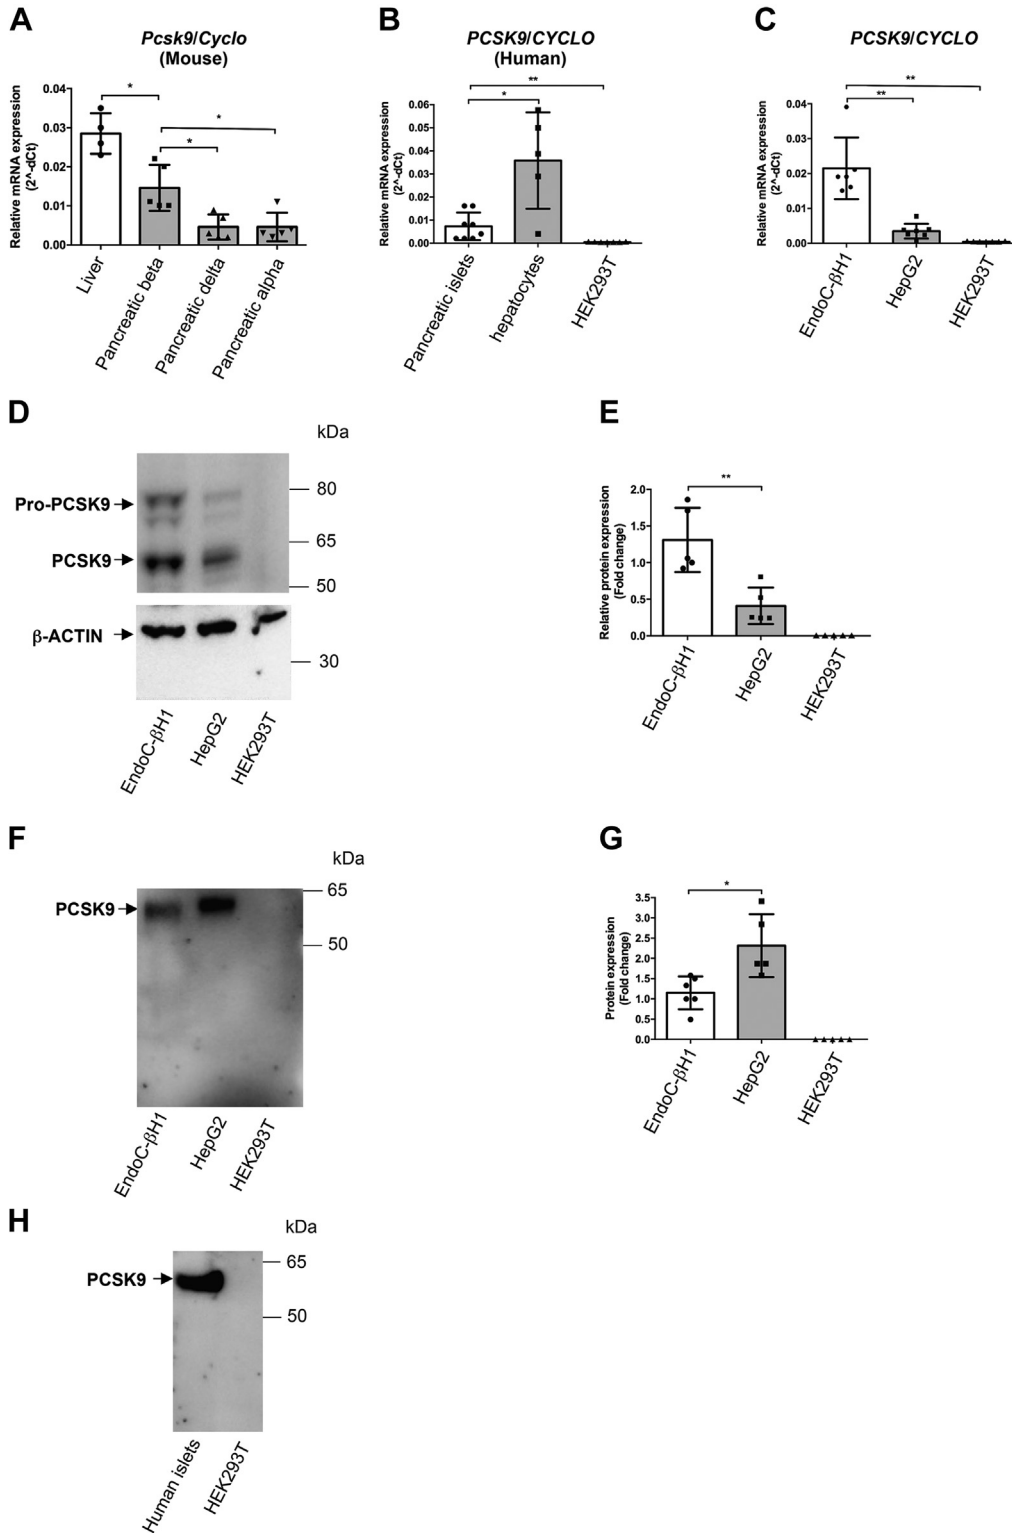 A
Pcsk9/Cyclo
(Mouse)
Relative mRNA expression
(2^-dCt)
0.04
0.03
0.02
0.01
0.00
*
*
*
Liver
Pancreatic beta
Pancreatic delta
Pancreatic alpha
B
PCSK9/CYCLO
(Human)
Relative mRNA expression
(2^-dCt)
0.06
0.05
0.04
0.03
0.02
0.01
0.00
**
*
Pancreatic islets
hepatocytes
HEK293T
C
PCSK9/CYCLO
Relative mRNA expression
(2^-dCt)
0.04
0.03
0.02
0.01
0.00
**
**
EndoC-βH1
HepG2
HEK293T
D
kDa
Pro-PCSK9
80
65
PCSK9
50
β-ACTIN
30
EndoC-βH1
HepG2
HEK293T
E
Relative protein expression
(Fold change)
2.0
1.5
1.0
0.5
0.0
**
EndoC-βH1
HepG2
HEK293T
F
kDa
65
PCSK9
50
EndoC-βH1
HepG2
HEK293T
G
Protein expression
(Fold change)
3.5
3.0
2.5
2.0
1.5
1.0
0.5
0.0
*
EndoC-βH1
HepG2
HEK293T
H
kDa
65
PCSK9
50
Human islets
HEK293T